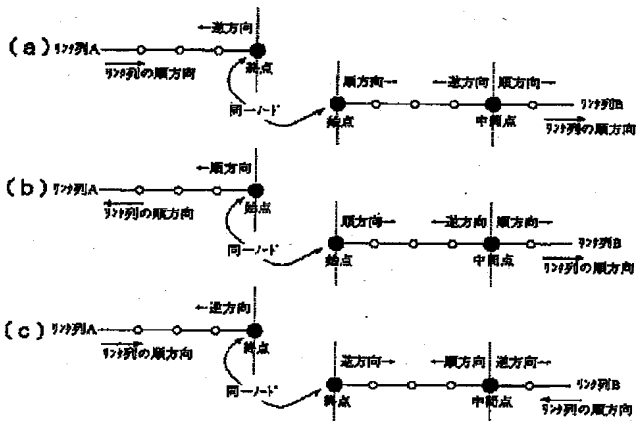 ←逆方向
(a) リンク列A
リンク列の順方向
終点
順方向→ ←逆方向 順方向→
同一ノード
リンク列B
始点
中間点
リンク列の順方向
←順方向
(b) リンク列A
リンク列の順方向
始点
順方向→ ←逆方向 順方向→
同一ノード
リンク列B
始点
中間点
リンク列の順方向
←逆方向
(c) リンク列A
リンク列の順方向
終点
逆方向→ ←順方向 逆方向→
同一ノード
リンク列B
終点
中間点
リンク列の順方向